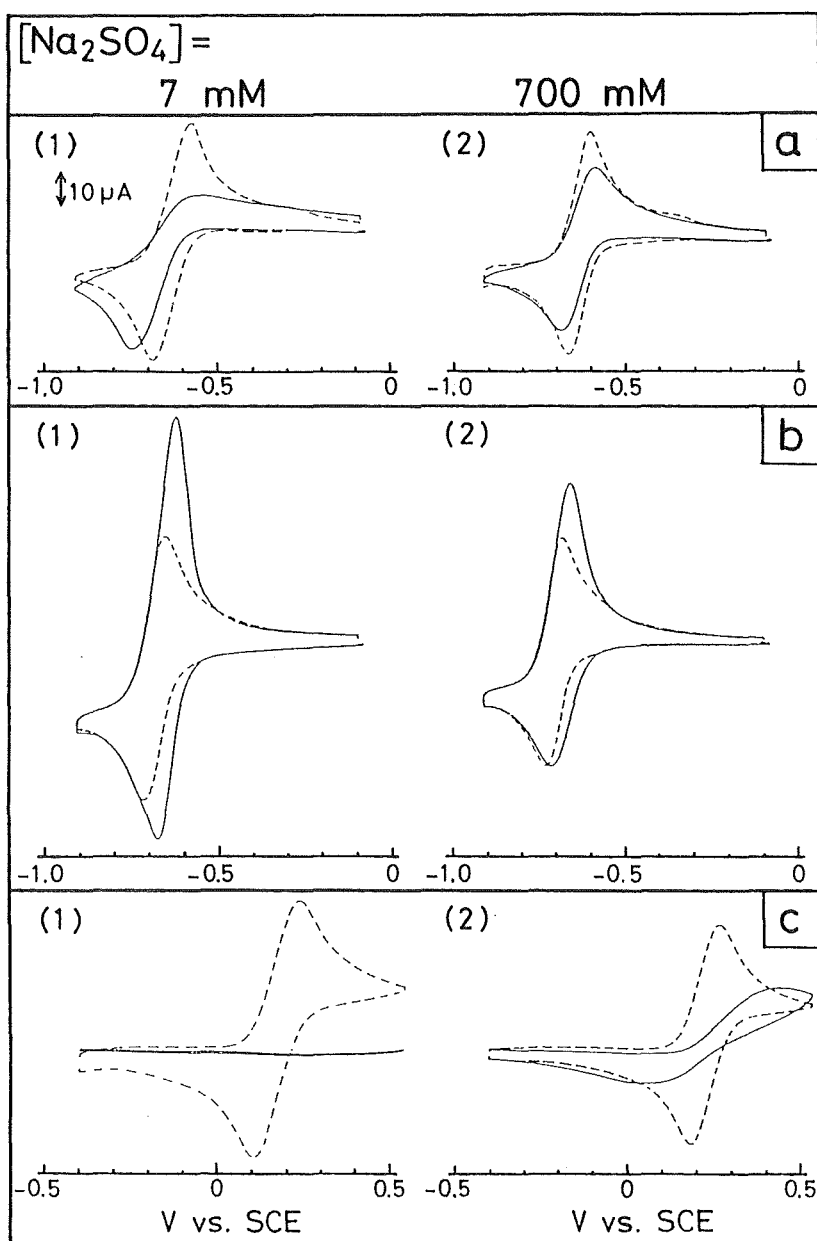 [Na₂SO₄] =
7 mM 700 mM
(1) (2) a
10 μA
-1.0 -0.5 0 -1.0 -0.5 0
(1) (2) b
-1.0 -0.5 0 -1.0 -0.5 0
(1) (2) c
-0.5 0 0.5 -0.5 0 0.5
V vs. SCE V vs. SCE